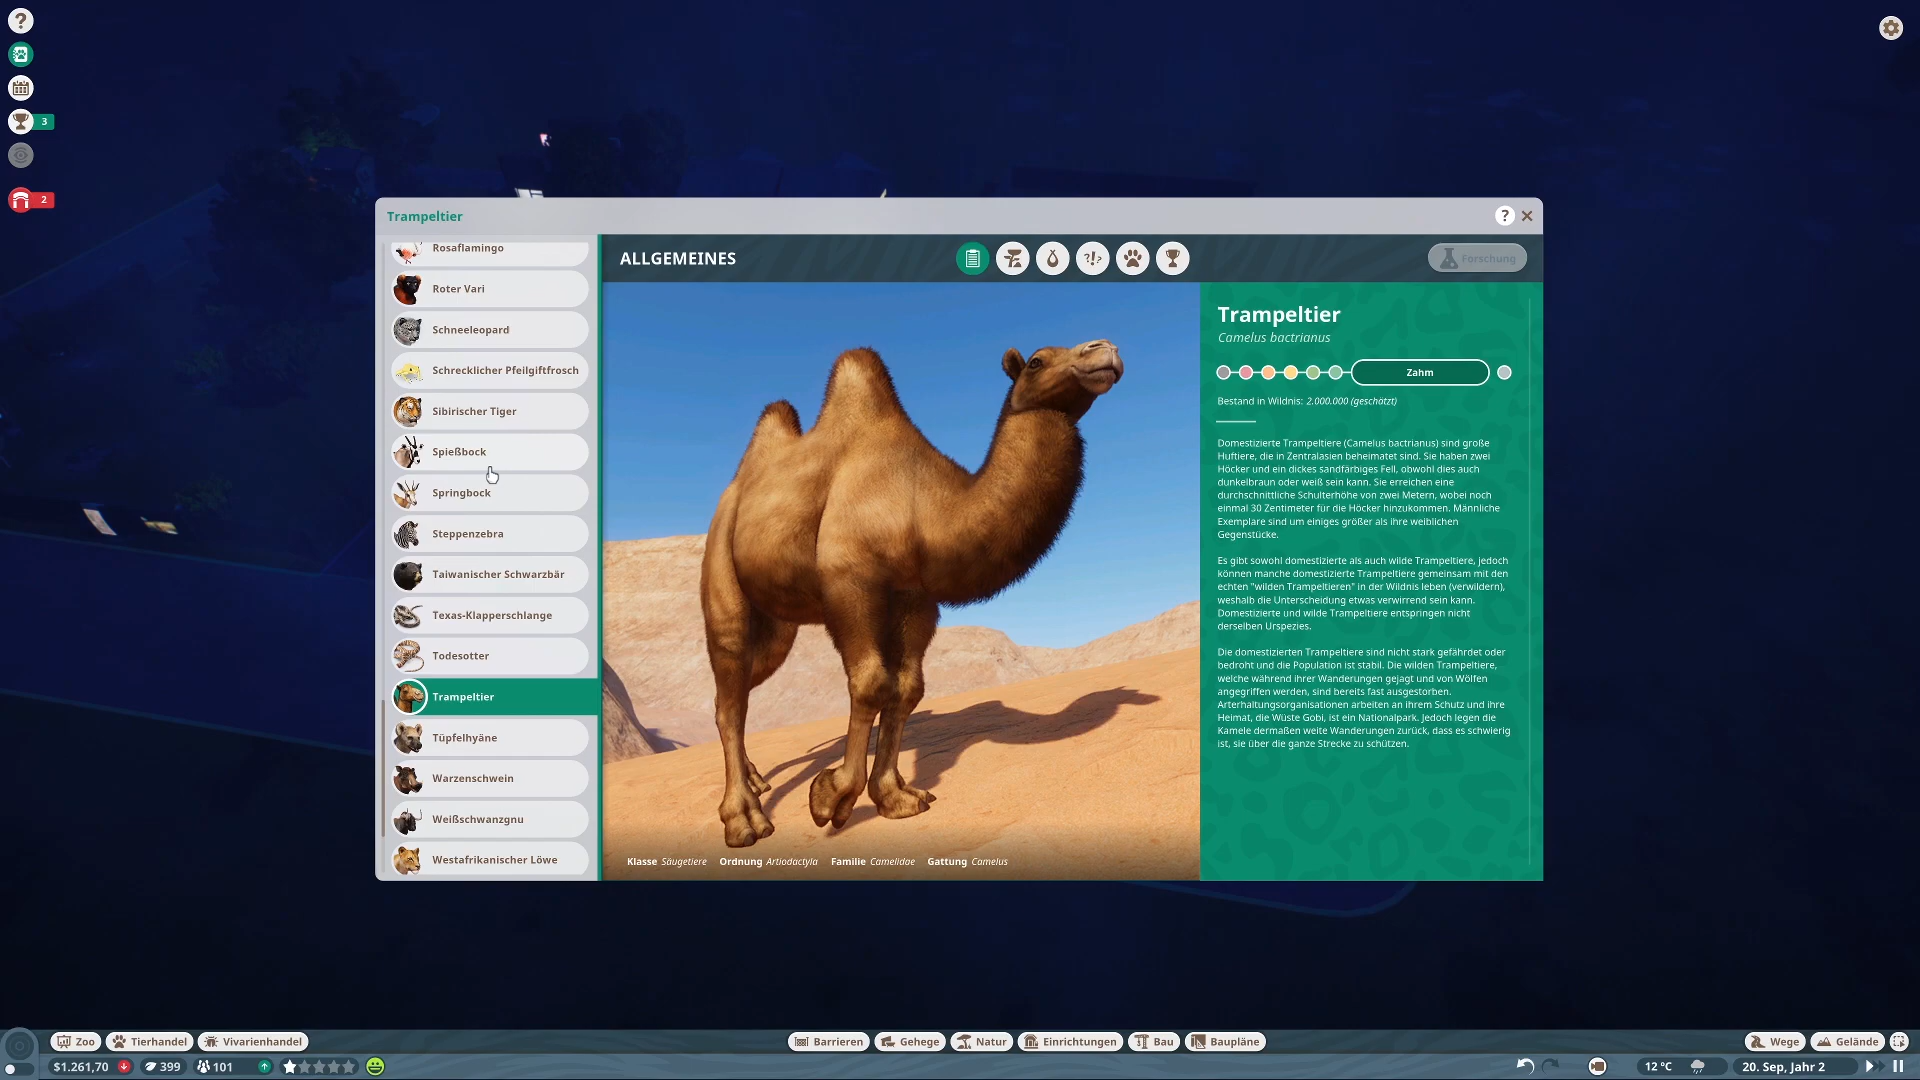 ?
3
2
Trampeltier
?
Rosaflamingo
Roter Vari
Schneeleopard
Schrecklicher Pfeilgiftfrosch
Sibirischer Tiger
Spießbock
Springbock
Steppenzebra
Taiwanischer Schwarzbär
Texas-Klapperschlange
Todesotter
Trampeltier
Tüpfelhyäne
Warzenschwein
Weißschwanzgnu
Westafrikanischer Löwe
ALLGEMEINES
?!?
Forschung
Klasse Säugetiere Ordnung Artiodactyla Familie Camelidae Gattung Camelus
Trampeltier
Camelus bactrianus
Zahm
Bestand in Wildnis: 2.000.000 (geschätzt)
Domestizierte Trampeltiere (Camelus bactrianus) sind große
Huftiere, die in Zentralasien beheimatet sind. Sie haben zwei
Höcker und ein dickes sandfarbiges Fell, obwohl dies auch
dunkelbraun oder weiß sein kann. Sie erreichen eine
durchschnittliche Schulterhöhe von zwei Metern, wobei noch
einmal 30 Zentimeter für die Höcker hinzukommen. Männliche
Exemplare sind um einiges größer als ihre weiblichen
Gegenstücke.
Es gibt sowohl domestizierte als auch wilde Trampeltiere, jedoch
können manche domestizierte Trampeltiere gemeinsam mit den
echten "wilden Trampeltieren" in der Wildnis leben (verwildern),
weshalb die Unterscheidung etwas verwirrend sein kann.
Domestizierte und wilde Trampeltiere entspringen nicht
derselben Urspezies.
Die domestizierten Trampeltiere sind nicht stark gefährdet oder
bedroht und die Population ist stabil. Die wilden Trampeltiere,
welche während ihrer Wanderungen gejagt und von Wölfen
angegriffen werden, sind bereits fast ausgestorben.
Arterhaltungsorganisationen arbeiten an ihrem Schutz und ihre
Heimat, die Wüste Gobi, ist ein Nationalpark. Jedoch legen die
Kamele dermaßen weite Wanderungen zurück, dass es schwierig
ist, sie über die ganze Strecke zu schützen.
Zoo Tierhandel Vivarienhandel Barrieren Gehege Natur Einrichtungen Bau Baupläne Wege Gelände
$1.261,70 399 101 12 °C 20. Sep, Jahr 2